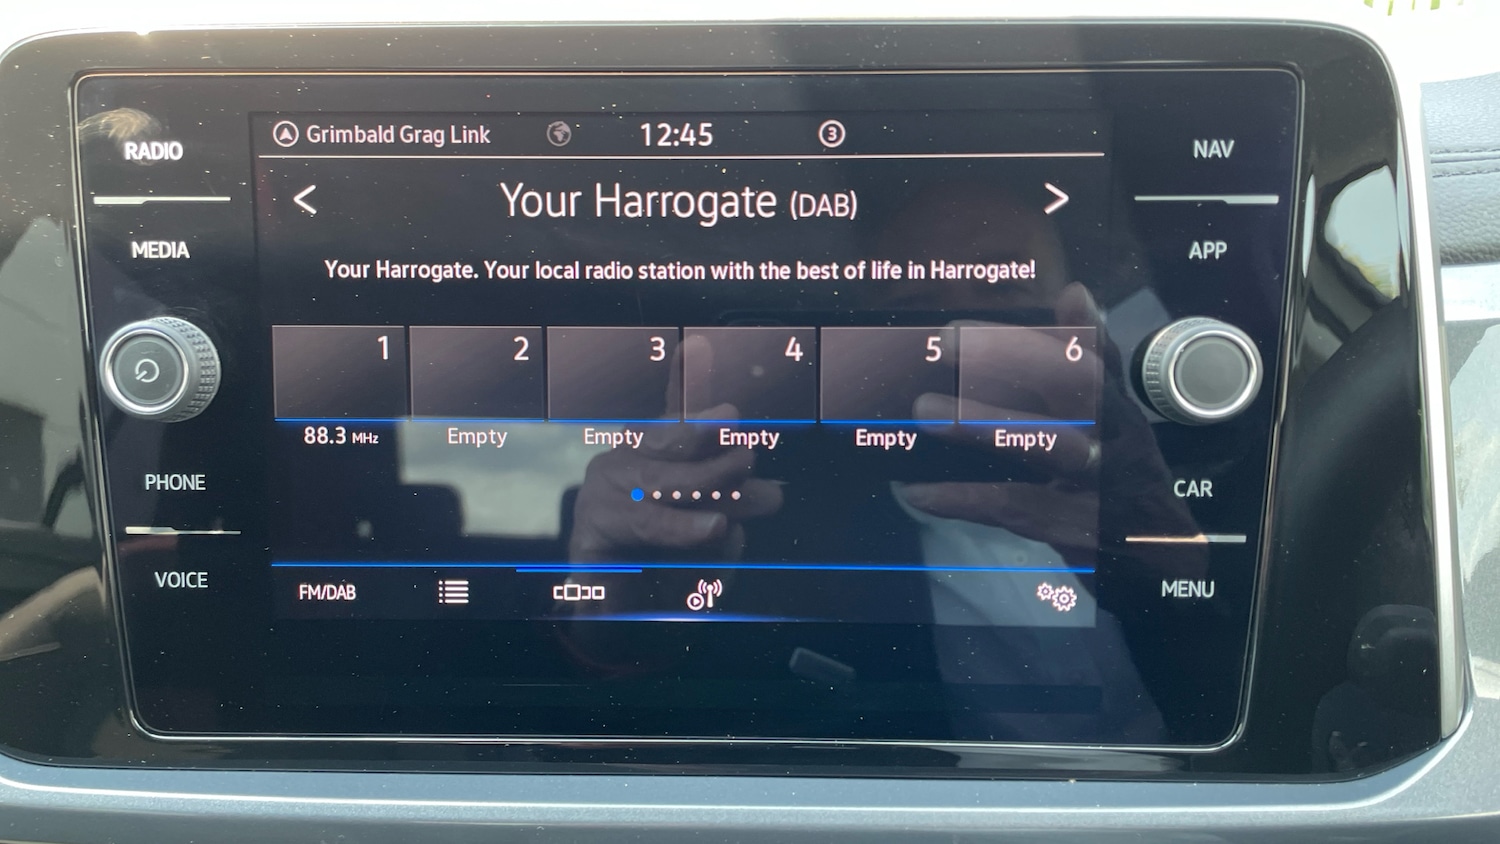 RADIO
MEDIA
PHONE
VOICE
Grimbald Grag Link 12:45 3
< Your Harrogate (DAB) >
Your Harrogate. Your local radio station with the best of life in Harrogate!
1 2 3 4 5 6
88.3 MHz Empty Empty Empty Empty Empty
FM/DAB
NAV
APP
CAR
MENU